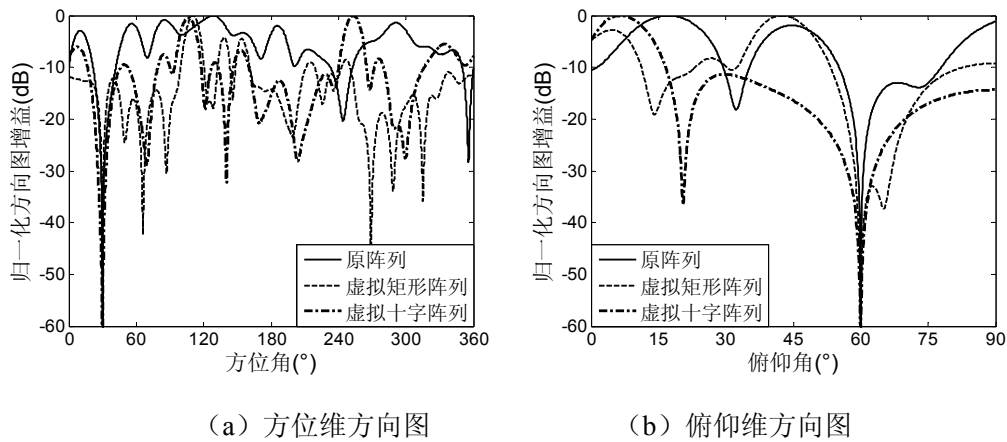 0
-10
-20
-30
-40
-50
-60
归一化方向图增益(dB)
原阵列
虚拟矩形阵列
虚拟十字阵列
0 60 120 180 240 300 360
方位角(°)
(a)方位维方向图
0
-10
-20
-30
-40
-50
-60
归一化方向图增益(dB)
原阵列
虚拟矩形阵列
虚拟十字阵列
0 15 30 45 60 75 90
俯仰角(°)
(b)俯仰维方向图